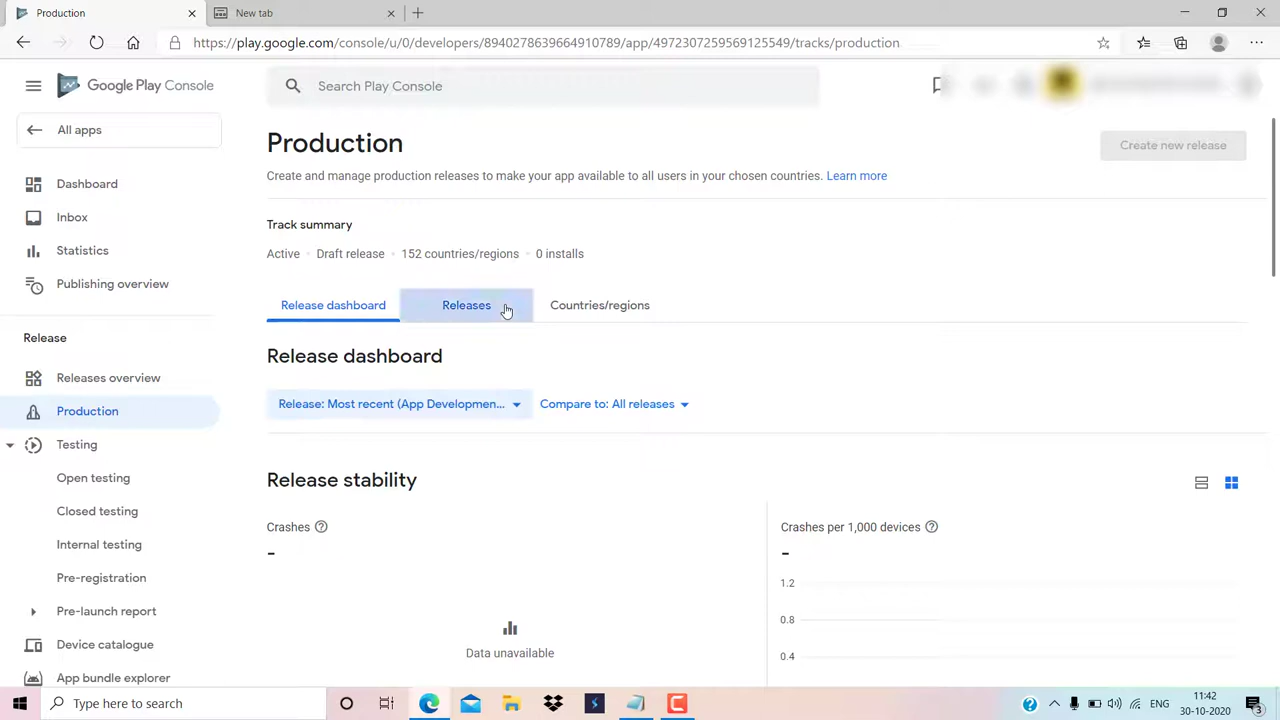 Production
New tab
https://play.google.com/console/u/0/developers/8940278639664910789/app/4972307259569125549/tracks/production
Google Play Console
Search Play Console
All apps
Dashboard
Inbox
Statistics
Publishing overview
Release
Releases overview
Production
Testing
Open testing
Closed testing
Internal testing
Pre-registration
Pre-launch report
Device catalogue
App bundle explorer
Production
Create new release
Create and manage production releases to make your app available to all users in your chosen countries. Learn more
Track summary
Active · Draft release · 152 countries/regions · 0 installs
Release dashboard Releases Countries/regions
Release dashboard
Release: Most recent (App Developmen... Compare to: All releases
Release stability
Crashes
-
Data unavailable
Crashes per 1,000 devices
-
1.2
0.8
0.4
Type here to search
ENG
11:42
30-10-2020
3